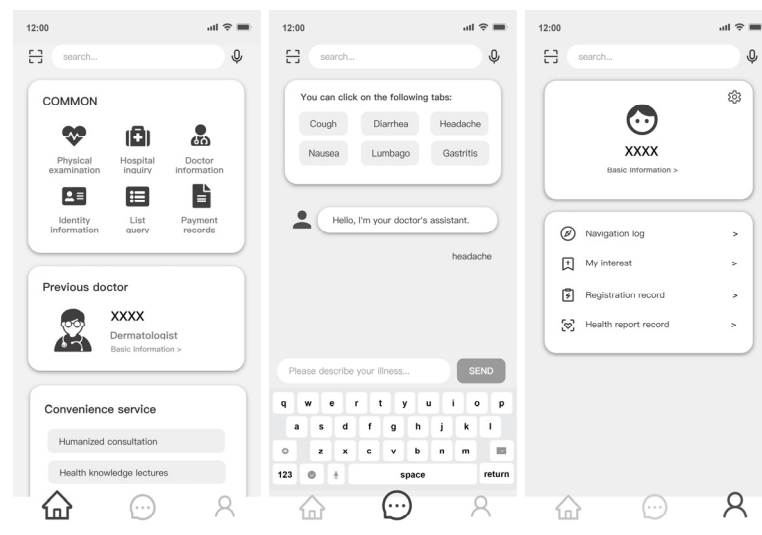 12:00
search...
COMMON
Physical
examination
Hospital
inquiry
Doctor
information
Identity
information
List
query
Payment
records
Previous doctor
XXXX
Dermatologist
Basic Information >
Convenience service
Humanized consultation
Health knowledge lectures
12:00
search...
You can click on the following tabs:
Cough
Diarrhea
Headache
Nausea
Lumbago
Gastritis
Hello, I'm your doctor's assistant.
headache
Please describe your illness...
SEND
q w e r t y u i o p
a s d f g h j k l
z x c v b n m
123
space
return
12:00
search...
XXXX
Basic Information >
Navigation log >
My interest >
Registration record >
Health report record >